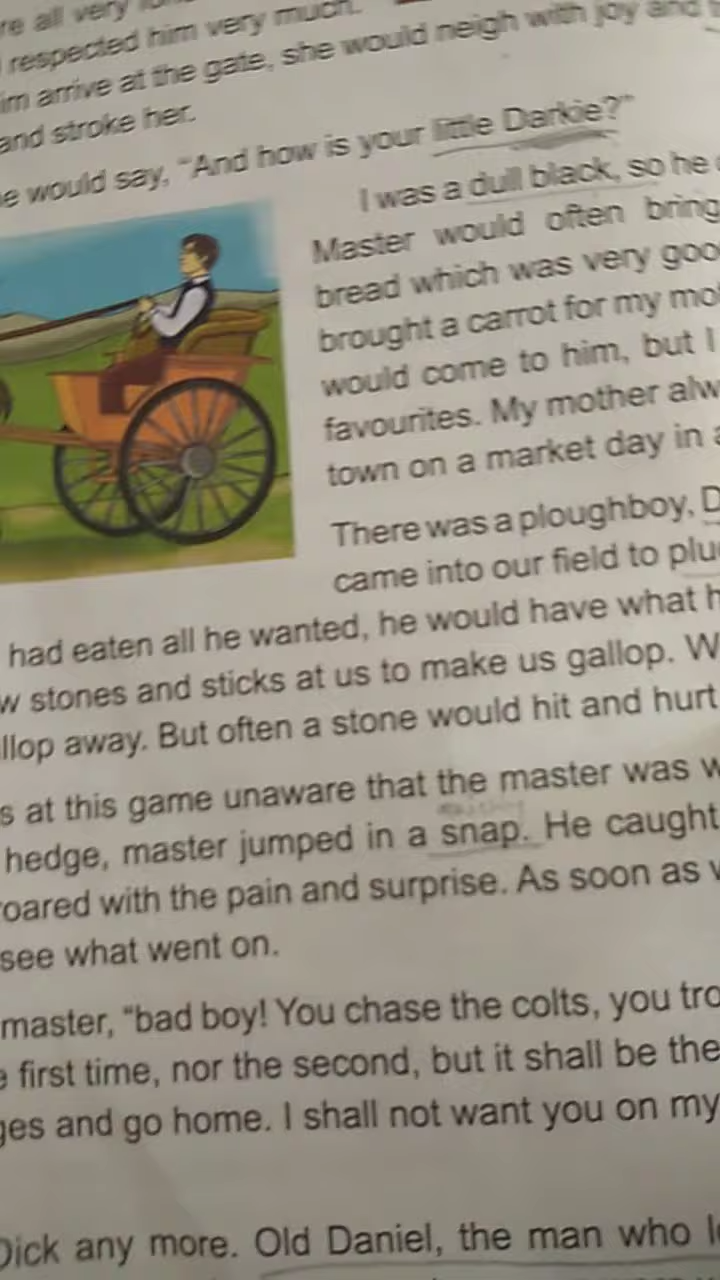 re all very
respected him very much.
im arrive at the gate, she would neigh with joy and
and stroke her.
e would say, "And how is your little Darkie?"
I was a dull black, so he
Master would often bring
bread which was very goo
brought a carrot for my mo
would come to him, but I
favourites. My mother alw
town on a market day in a
There was a ploughboy, D
came into our field to plu
had eaten all he wanted, he would have what h
w stones and sticks at us to make us gallop. W
llop away. But often a stone would hit and hurt
s at this game unaware that the master was w
hedge, master jumped in a snap. He caught
roared with the pain and surprise. As soon as w
see what went on.
master, "bad boy! You chase the colts, you tro
e first time, nor the second, but it shall be the
ges and go home. I shall not want you on my
Dick any more. Old Daniel, the man who lo